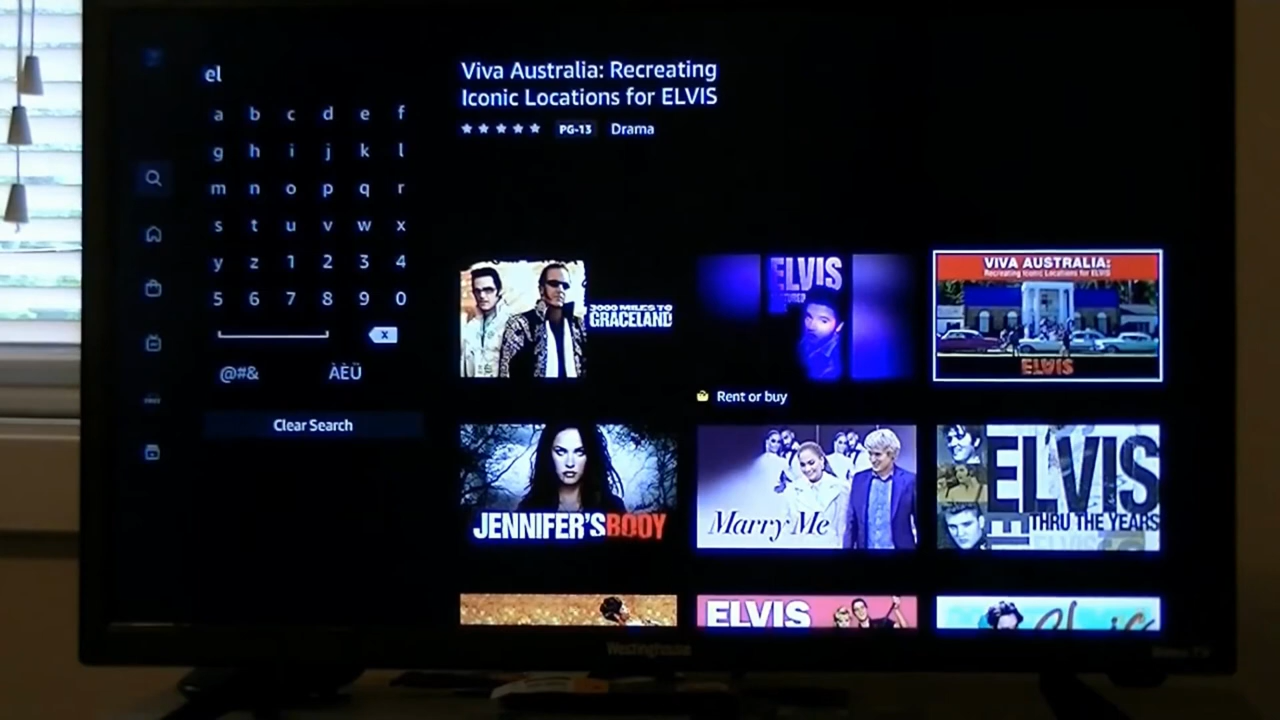 el
a b c d e f
g h i j k l
m n o p q r
s t u v w x
y z 1 2 3 4
5 6 7 8 9 0
X
@#& ÀÈÜ
Clear Search
Viva Australia: Recreating
Iconic Locations for ELVIS
PG-13 Drama
3000 MILES TO
GRACELAND
ELVIS
VIVA AUSTRALIA:
Recreating Iconic Locations for ELVIS
ELVIS
Rent or buy
JENNIFER'S BODY
Marry Me
ELVIS
THRU THE YEARS
ELVIS
Westinghouse